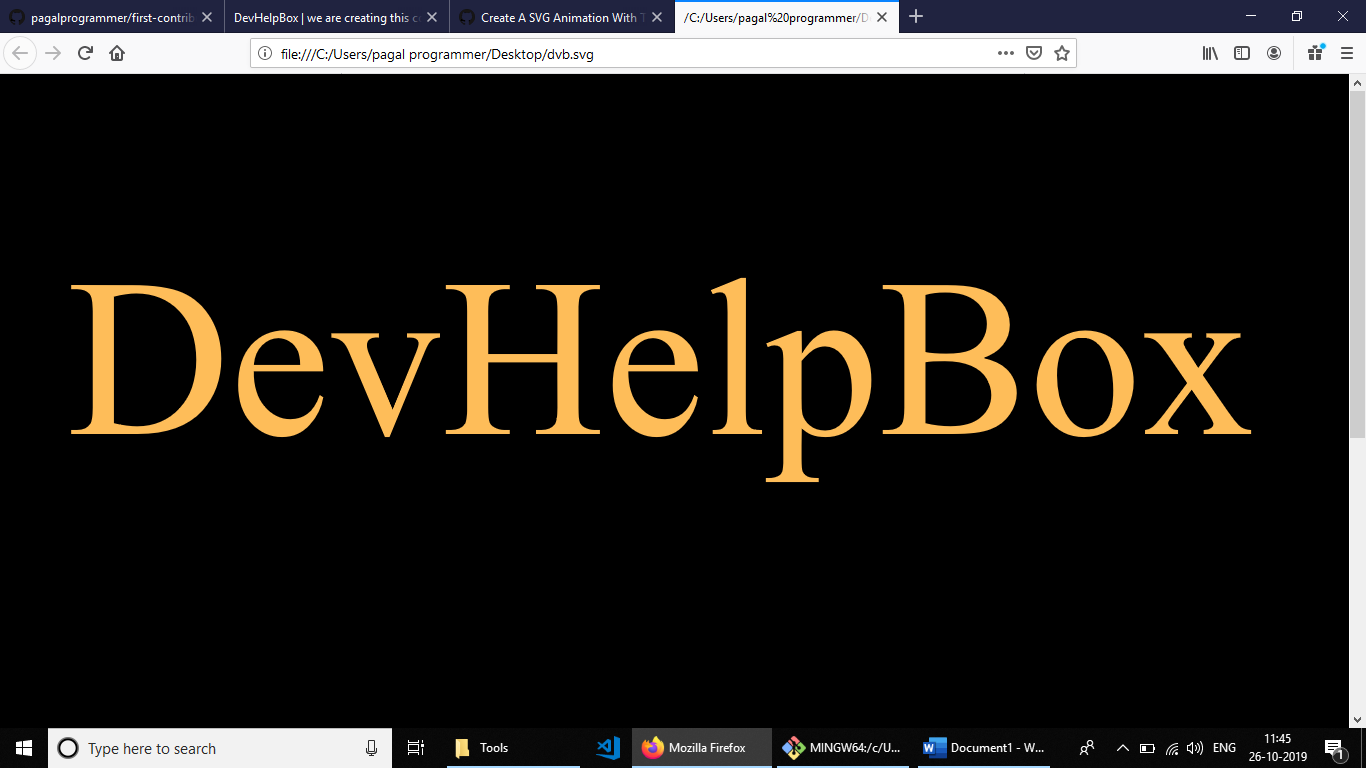 pagalprogrammer/first-contrib
DevHelpBox | we are creating this c
Create A SVG Animation With T
/C:/Users/pagal%20programmer/D
file:///C:/Users/pagal programmer/Desktop/dvb.svg
DevHelpBox
Type here to search
Tools
Mozilla Firefox
MINGW64:/c/U...
Document1 - W...
ENG
11:45
26-10-2019
1